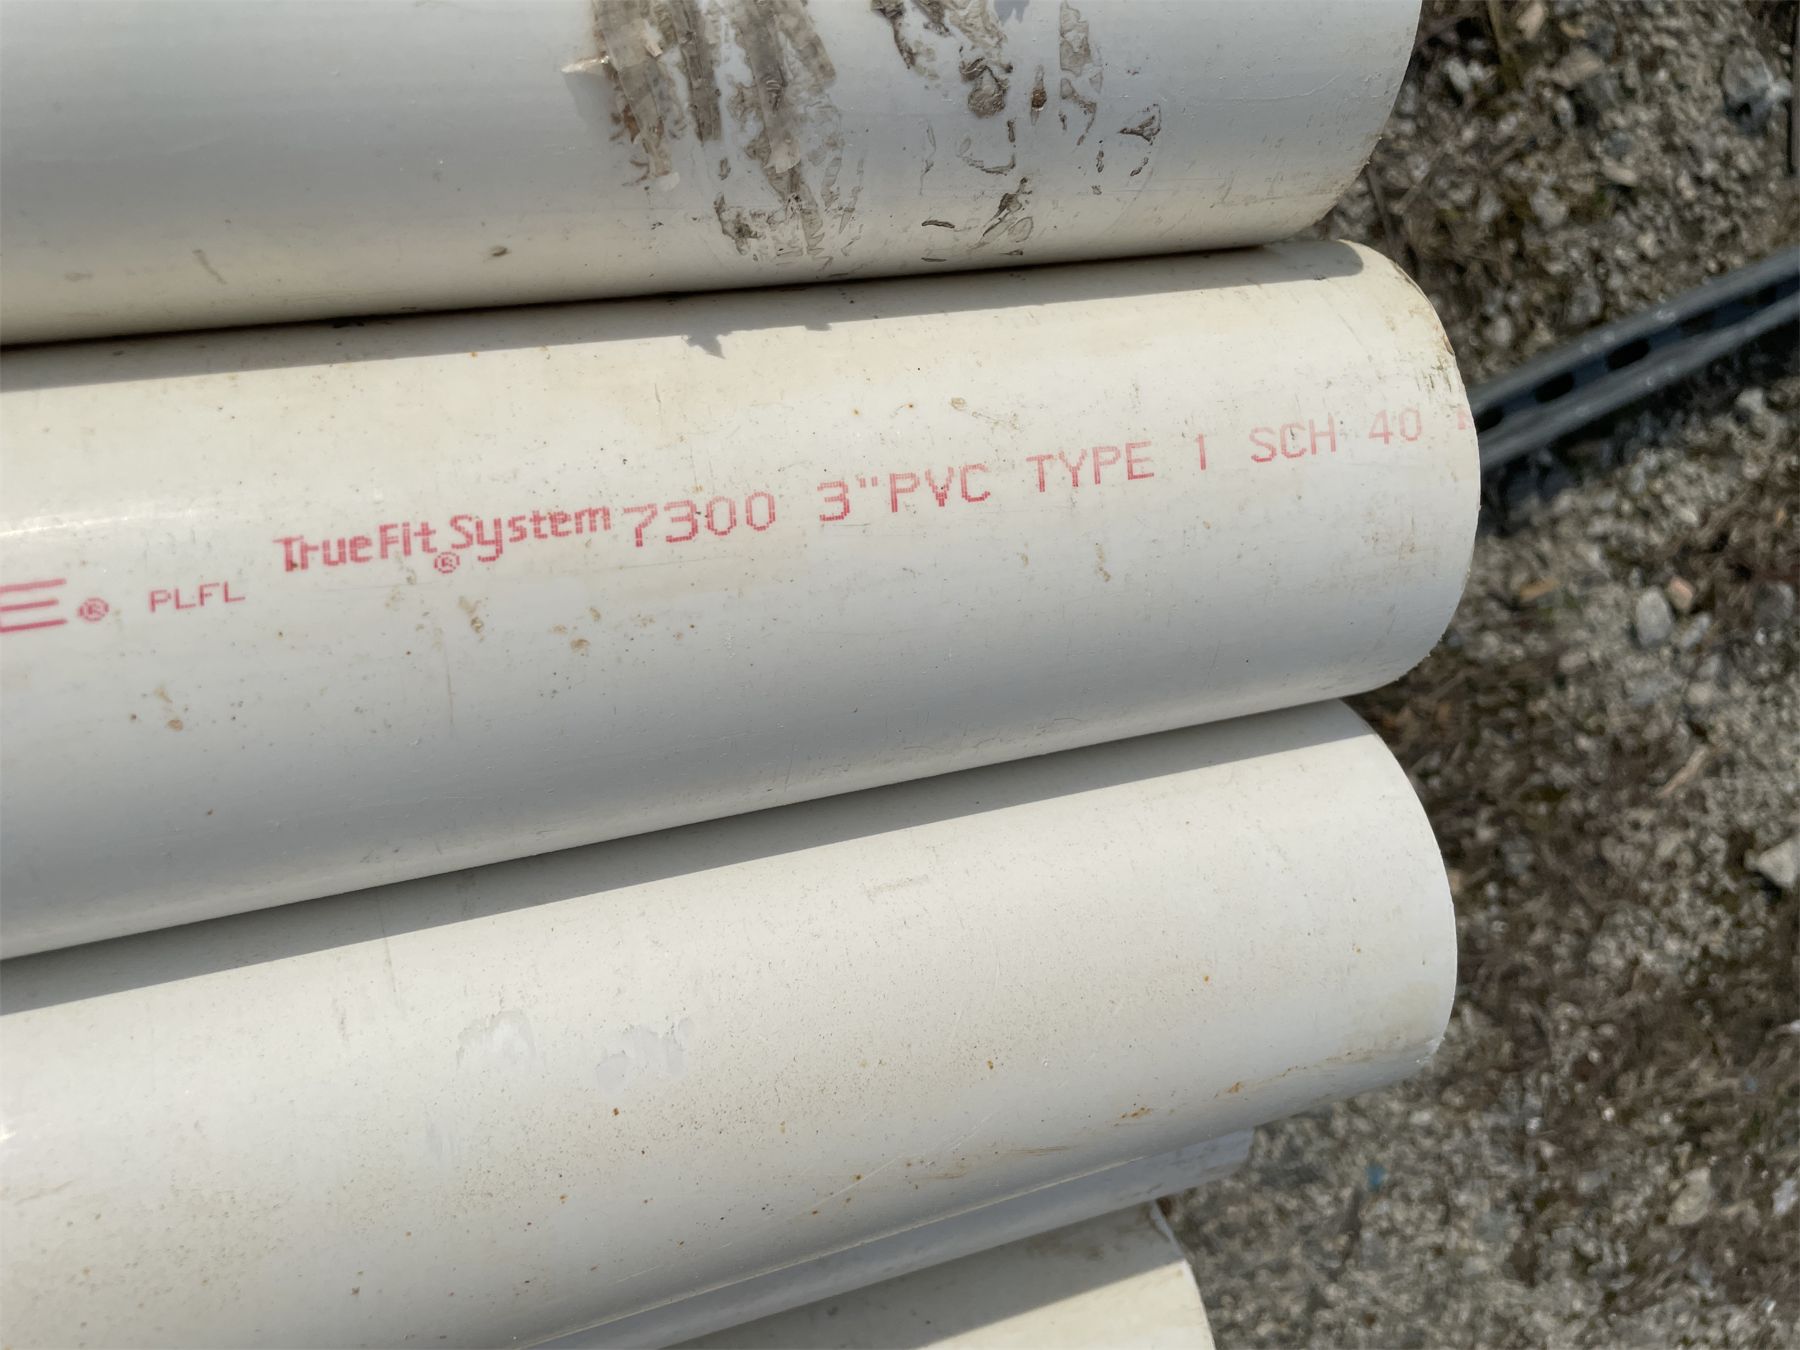 E® PLFL TrueFit® System 7300 3" PVC TYPE 1 SCH 40